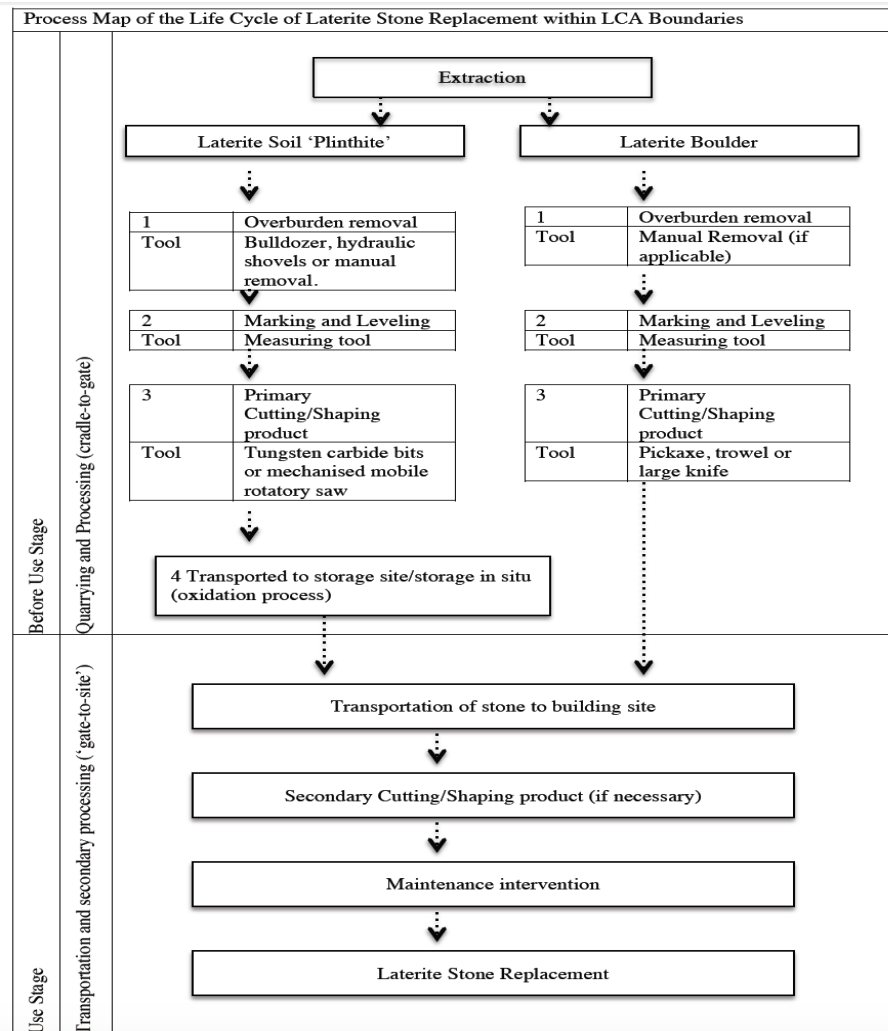 Process Map of the Life Cycle of Laterite Stone Replacement within LCA Boundaries
Before Use Stage
Quarrying and Processing (cradle-to-gate)
Extraction
Laterite Soil ‘Plinthite’
1 Overburden removal
Tool Bulldozer, hydraulic
shovels or manual
removal.
2 Marking and Leveling
Tool Measuring tool
3 Primary
Cutting/Shaping
product
Tool Tungsten carbide bits
or mechanised mobile
rotatory saw
4 Transported to storage site/storage in situ
(oxidation process)
Laterite Boulder
1 Overburden removal
Tool Manual Removal (if
applicable)
2 Marking and Leveling
Tool Measuring tool
3 Primary
Cutting/Shaping
product
Tool Pickaxe, trowel or
large knife
Use Stage
Transportation and secondary processing (‘gate-to-site’)
Transportation of stone to building site
Secondary Cutting/Shaping product (if necessary)
Maintenance intervention
Laterite Stone Replacement